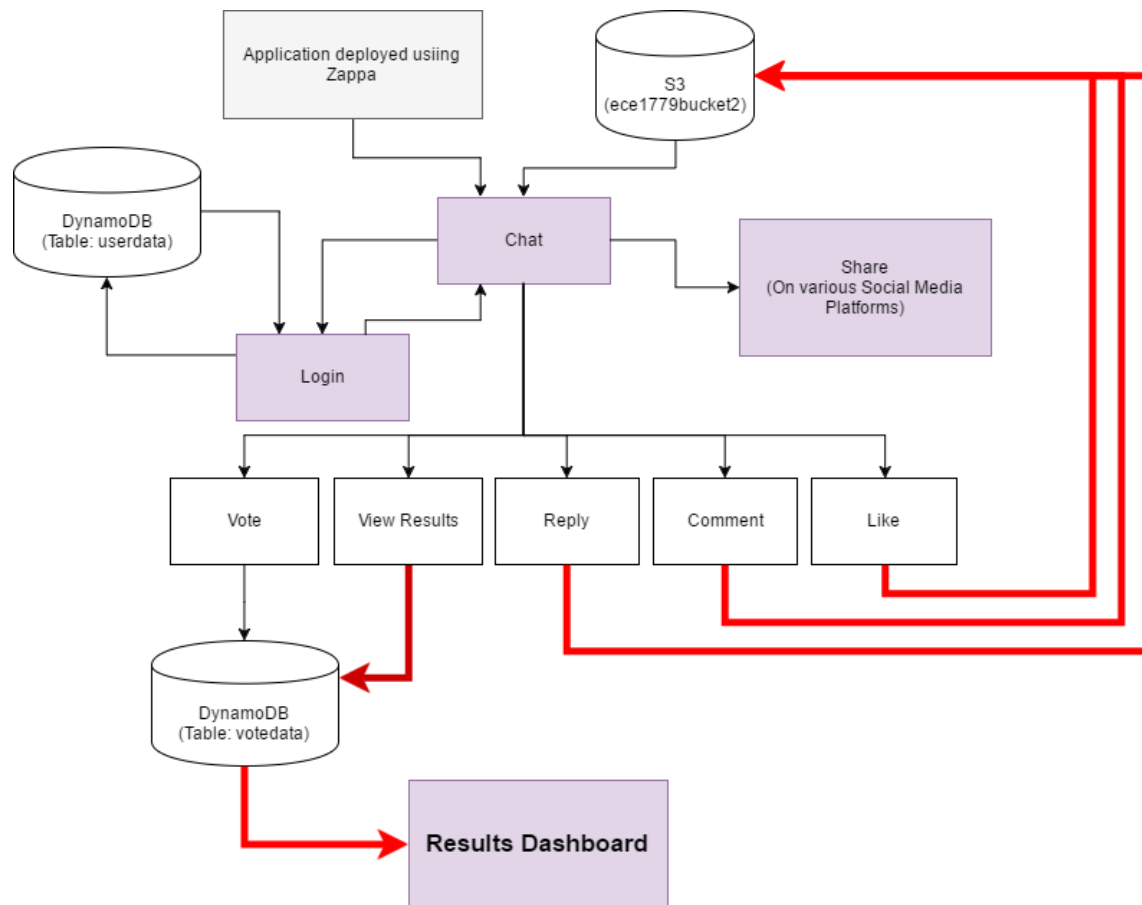 Application deployed usiing
Zappa
S3
(ece1779bucket2)
DynamoDB
(Table: userdata)
Chat
Share
(On various Social Media
Platforms)
Login
Vote
View Results
Reply
Comment
Like
DynamoDB
(Table: votedata)
Results Dashboard